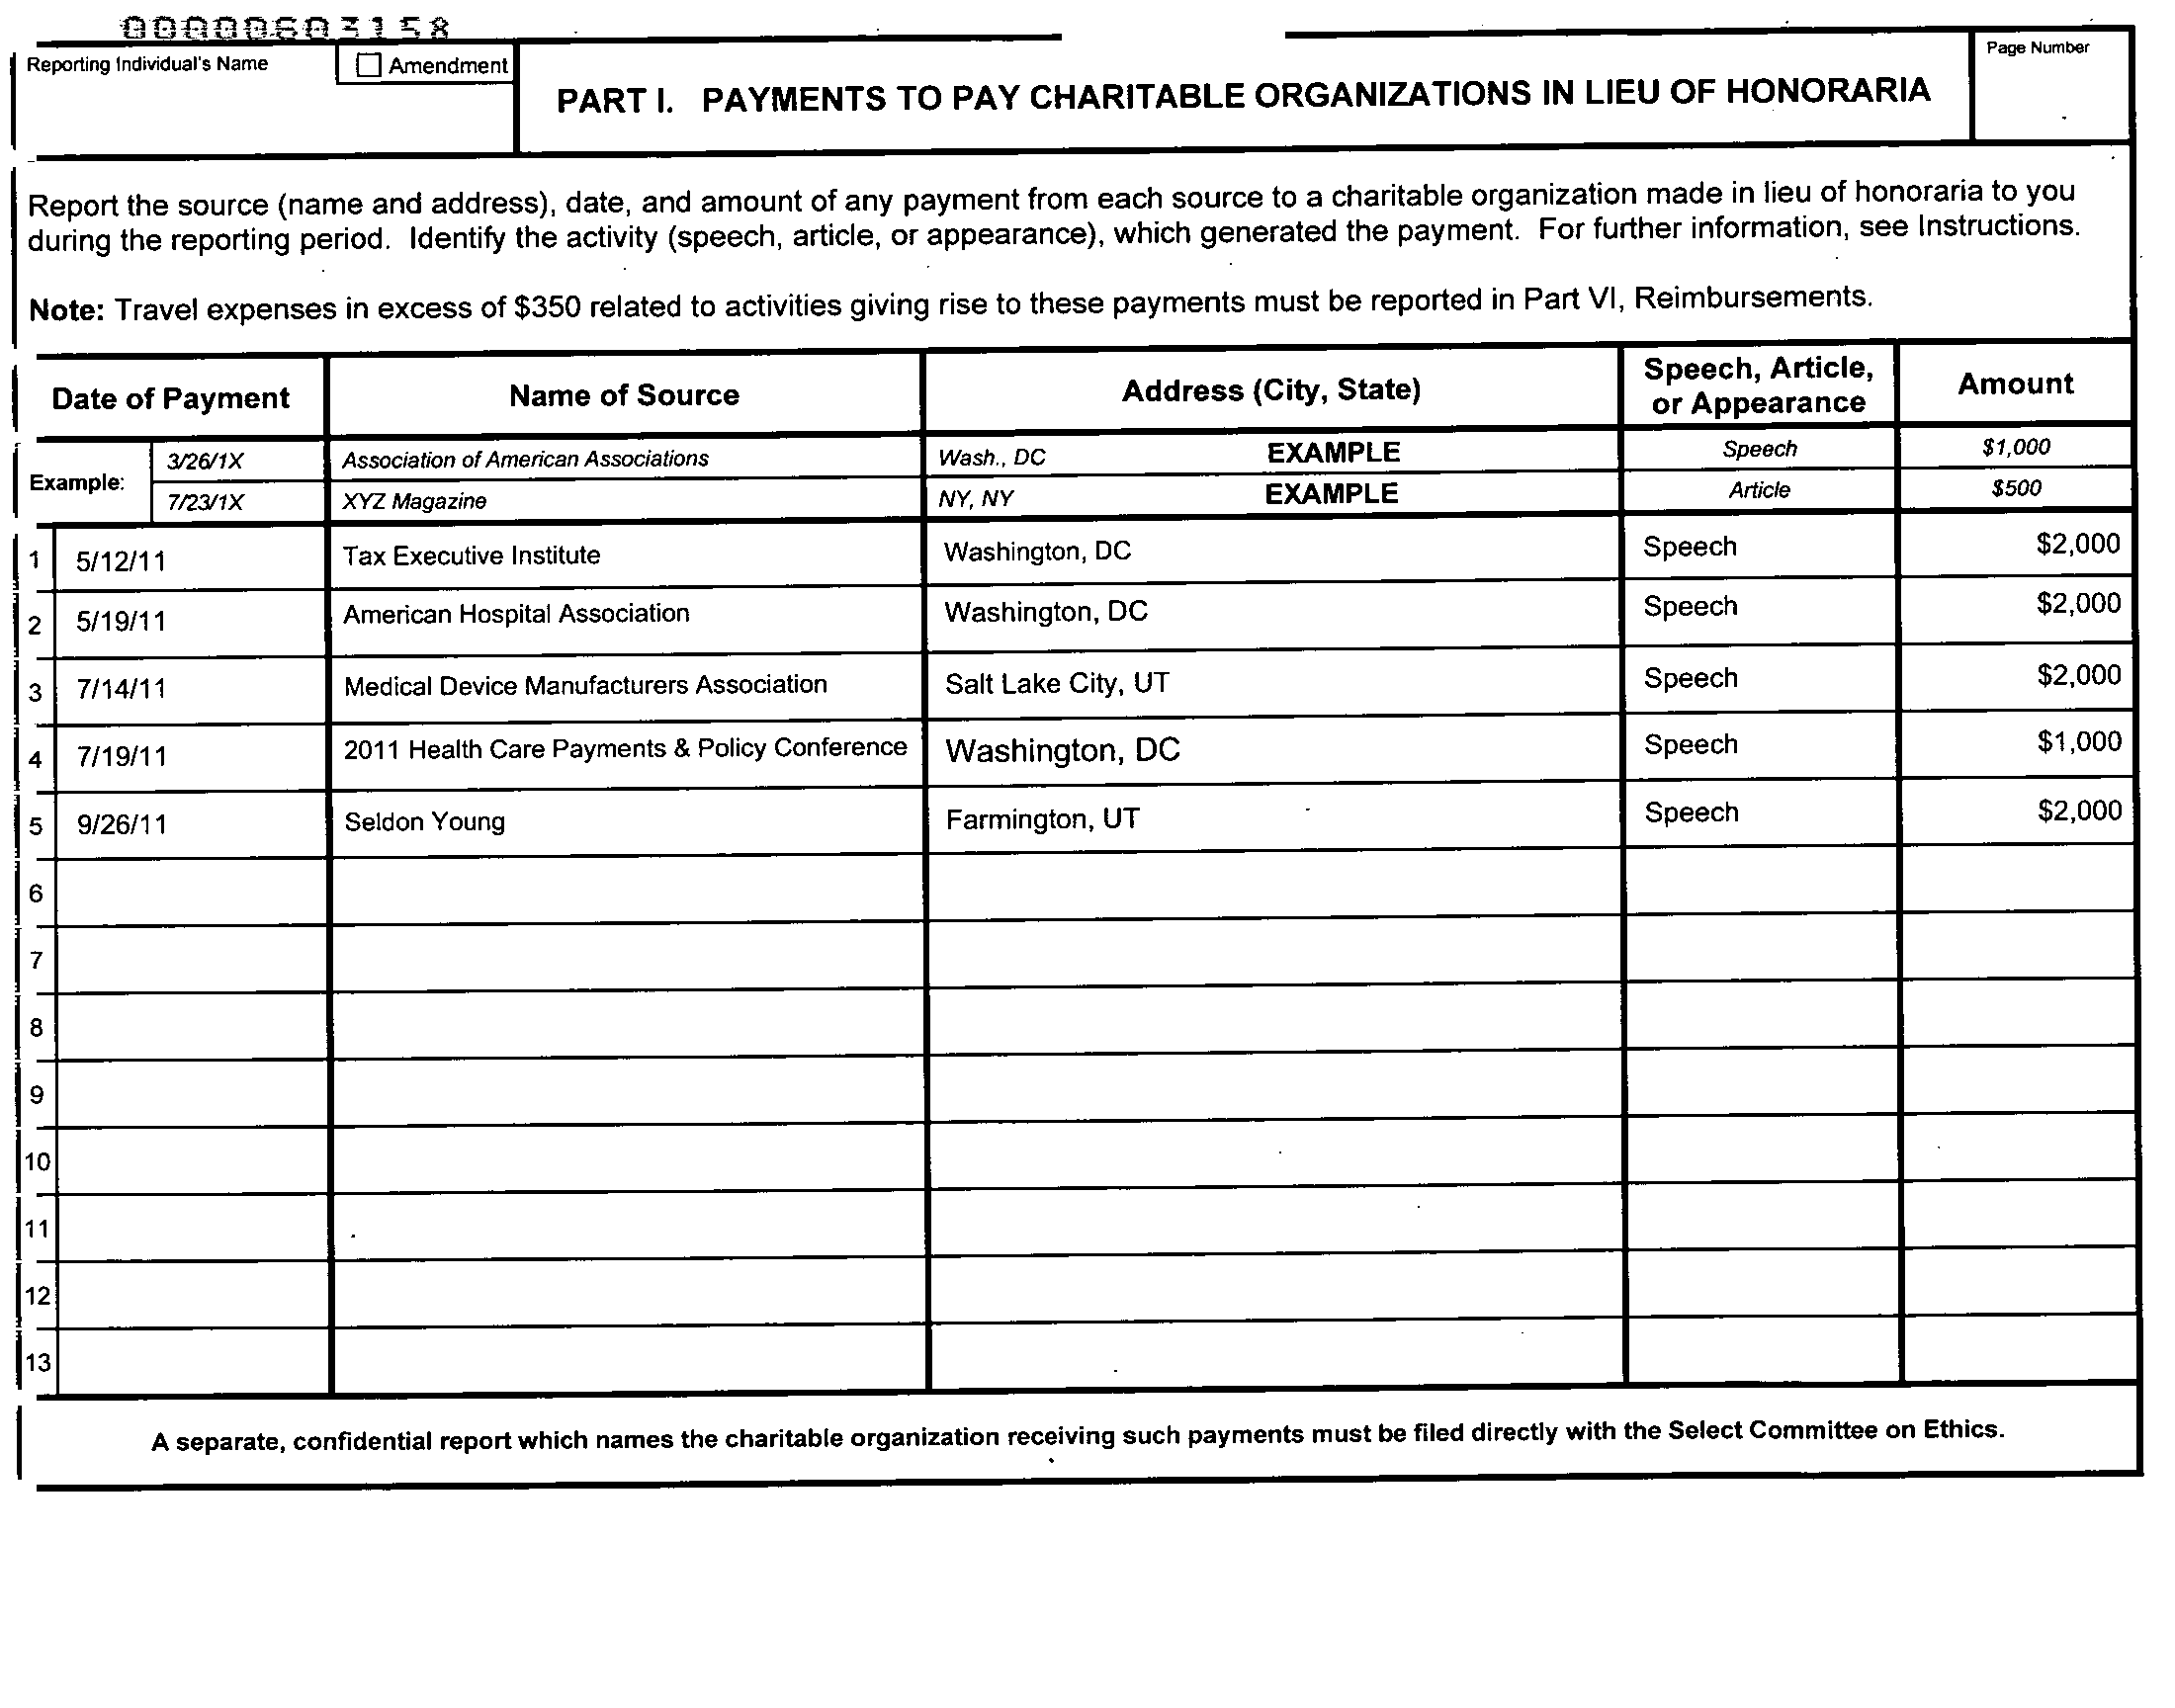 000000603158
Reporting Individual's Name
Amendment
PART I. PAYMENTS TO PAY CHARITABLE ORGANIZATIONS IN LIEU OF HONORARIA
Page Number
Report the source (name and address), date, and amount of any payment from each source to a charitable organization made in lieu of honoraria to you
during the reporting period. Identify the activity (speech, article, or appearance), which generated the payment. For further information, see Instructions.
Note: Travel expenses in excess of $350 related to activities giving rise to these payments must be reported in Part VI, Reimbursements.
Date of Payment Name of Source Address (City, State) Speech, Article, or Appearance Amount
Example: 3/26/1X Association of American Associations Wash., DC EXAMPLE Speech $1,000
7/23/1X XYZ Magazine NY, NY EXAMPLE Article $500
1 5/12/11 Tax Executive Institute Washington, DC Speech $2,000
2 5/19/11 American Hospital Association Washington, DC Speech $2,000
3 7/14/11 Medical Device Manufacturers Association Salt Lake City, UT Speech $2,000
4 7/19/11 2011 Health Care Payments & Policy Conference Washington, DC Speech $1,000
5 9/26/11 Seldon Young Farmington, UT Speech $2,000
6
7
8
9
10
11
12
13
A separate, confidential report which names the charitable organization receiving such payments must be filed directly with the Select Committee on Ethics.